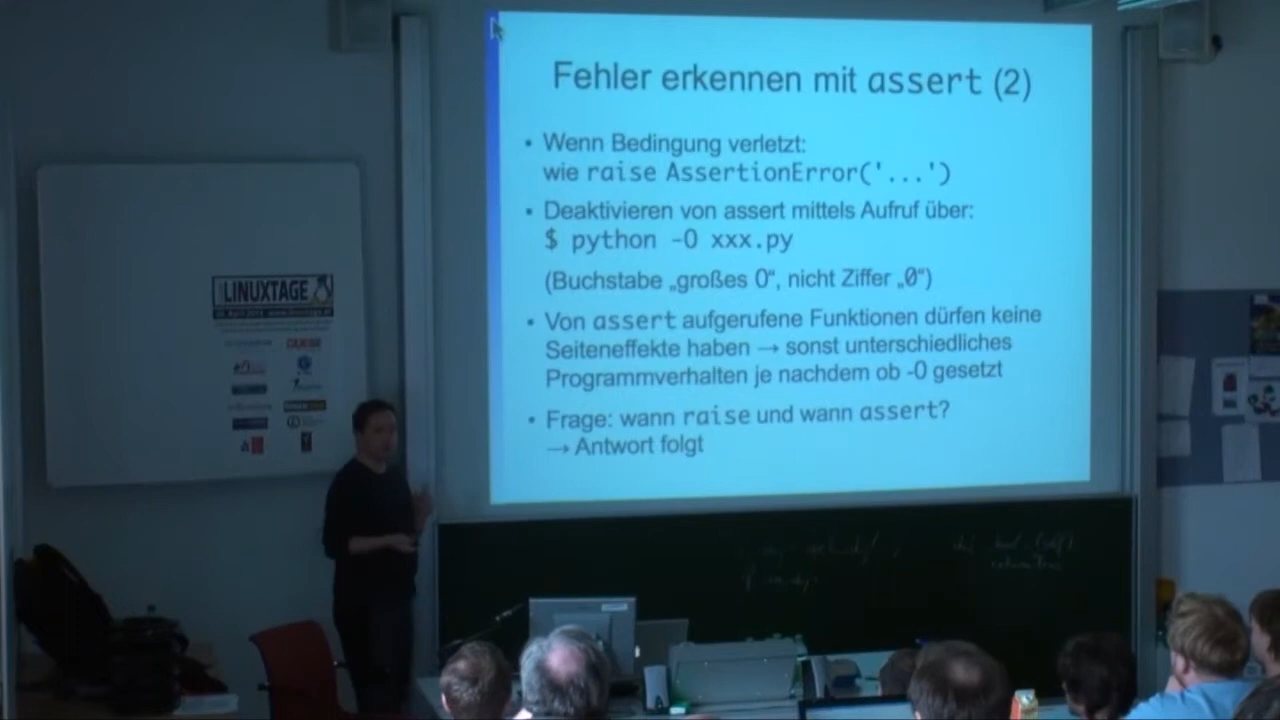 Fehler erkennen mit assert (2)
• Wenn Bedingung verletzt:
wie raise AssertionError('...')
• Deaktivieren von assert mittels Aufruf über:
$ python -O xxx.py
(Buchstabe „großes O“, nicht Ziffer „0“)
• Von assert aufgerufene Funktionen dürfen keine
Seiteneffekte haben → sonst unterschiedliches
Programmverhalten je nachdem ob -O gesetzt
• Frage: wann raise und wann assert?
→ Antwort folgt
LINUXTAGE